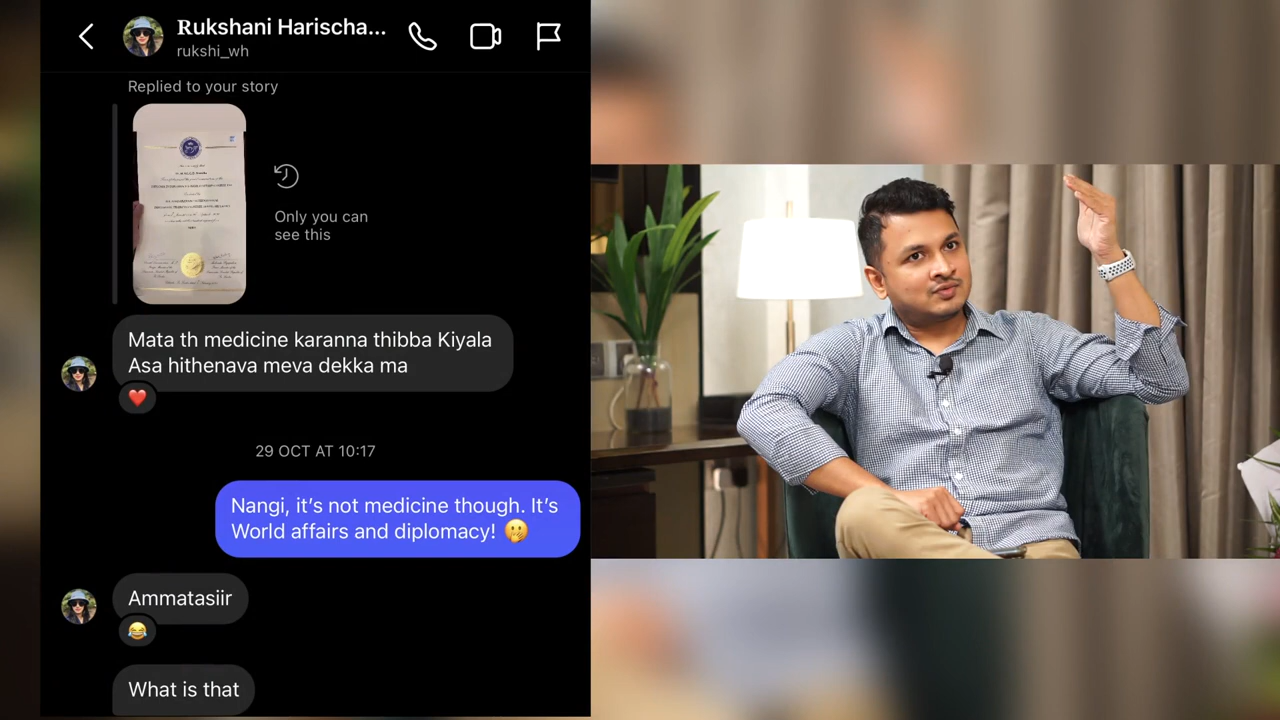 Rukshani Harischa...
rukshi_wh
Replied to your story
Only you can
see this
Mata th medicine karanna thibba Kiyala
Asa hithenava meva dekka ma
29 OCT AT 10:17
Nangi, it’s not medicine though. It’s
World affairs and diplomacy! 🤭
Ammatasiir
What is that